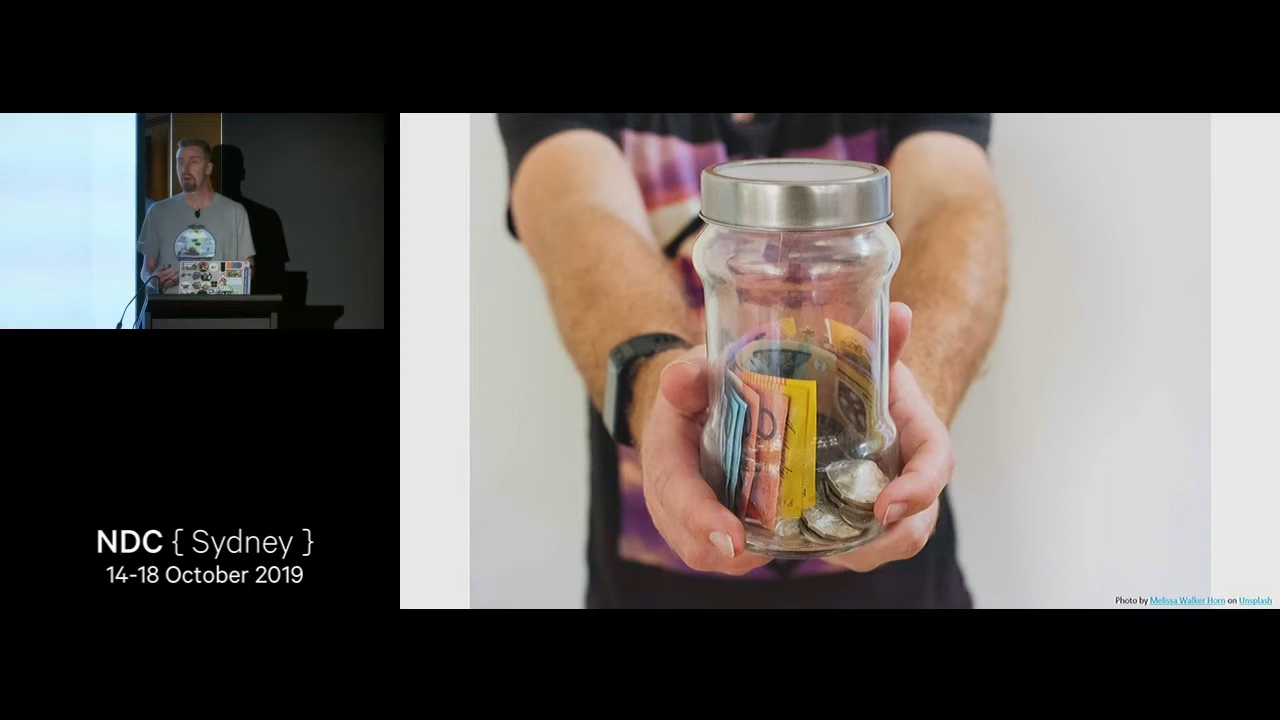 NDC { Sydney }
14-18 October 2019
Photo by Melissa Walker Horn on Unsplash